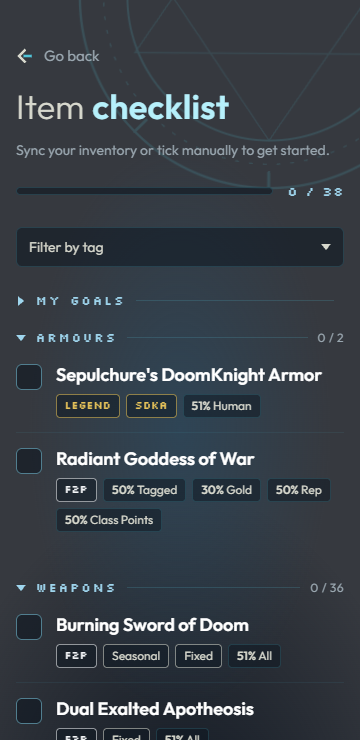 Go back
Item checklist
Sync your inventory or tick manually to get started.
0 / 38
Filter by tag
MY GOALS
ARMOURS 0 / 2
Sepulchure's DoomKnight Armor
LEGEND SDKA 51% Human
Radiant Goddess of War
F2P 50% Tagged 30% Gold 50% Rep
50% Class Points
WEAPONS 0 / 36
Burning Sword of Doom
F2P Seasonal Fixed 51% All
Dual Exalted Apotheosis
F2P Fixed 51% All